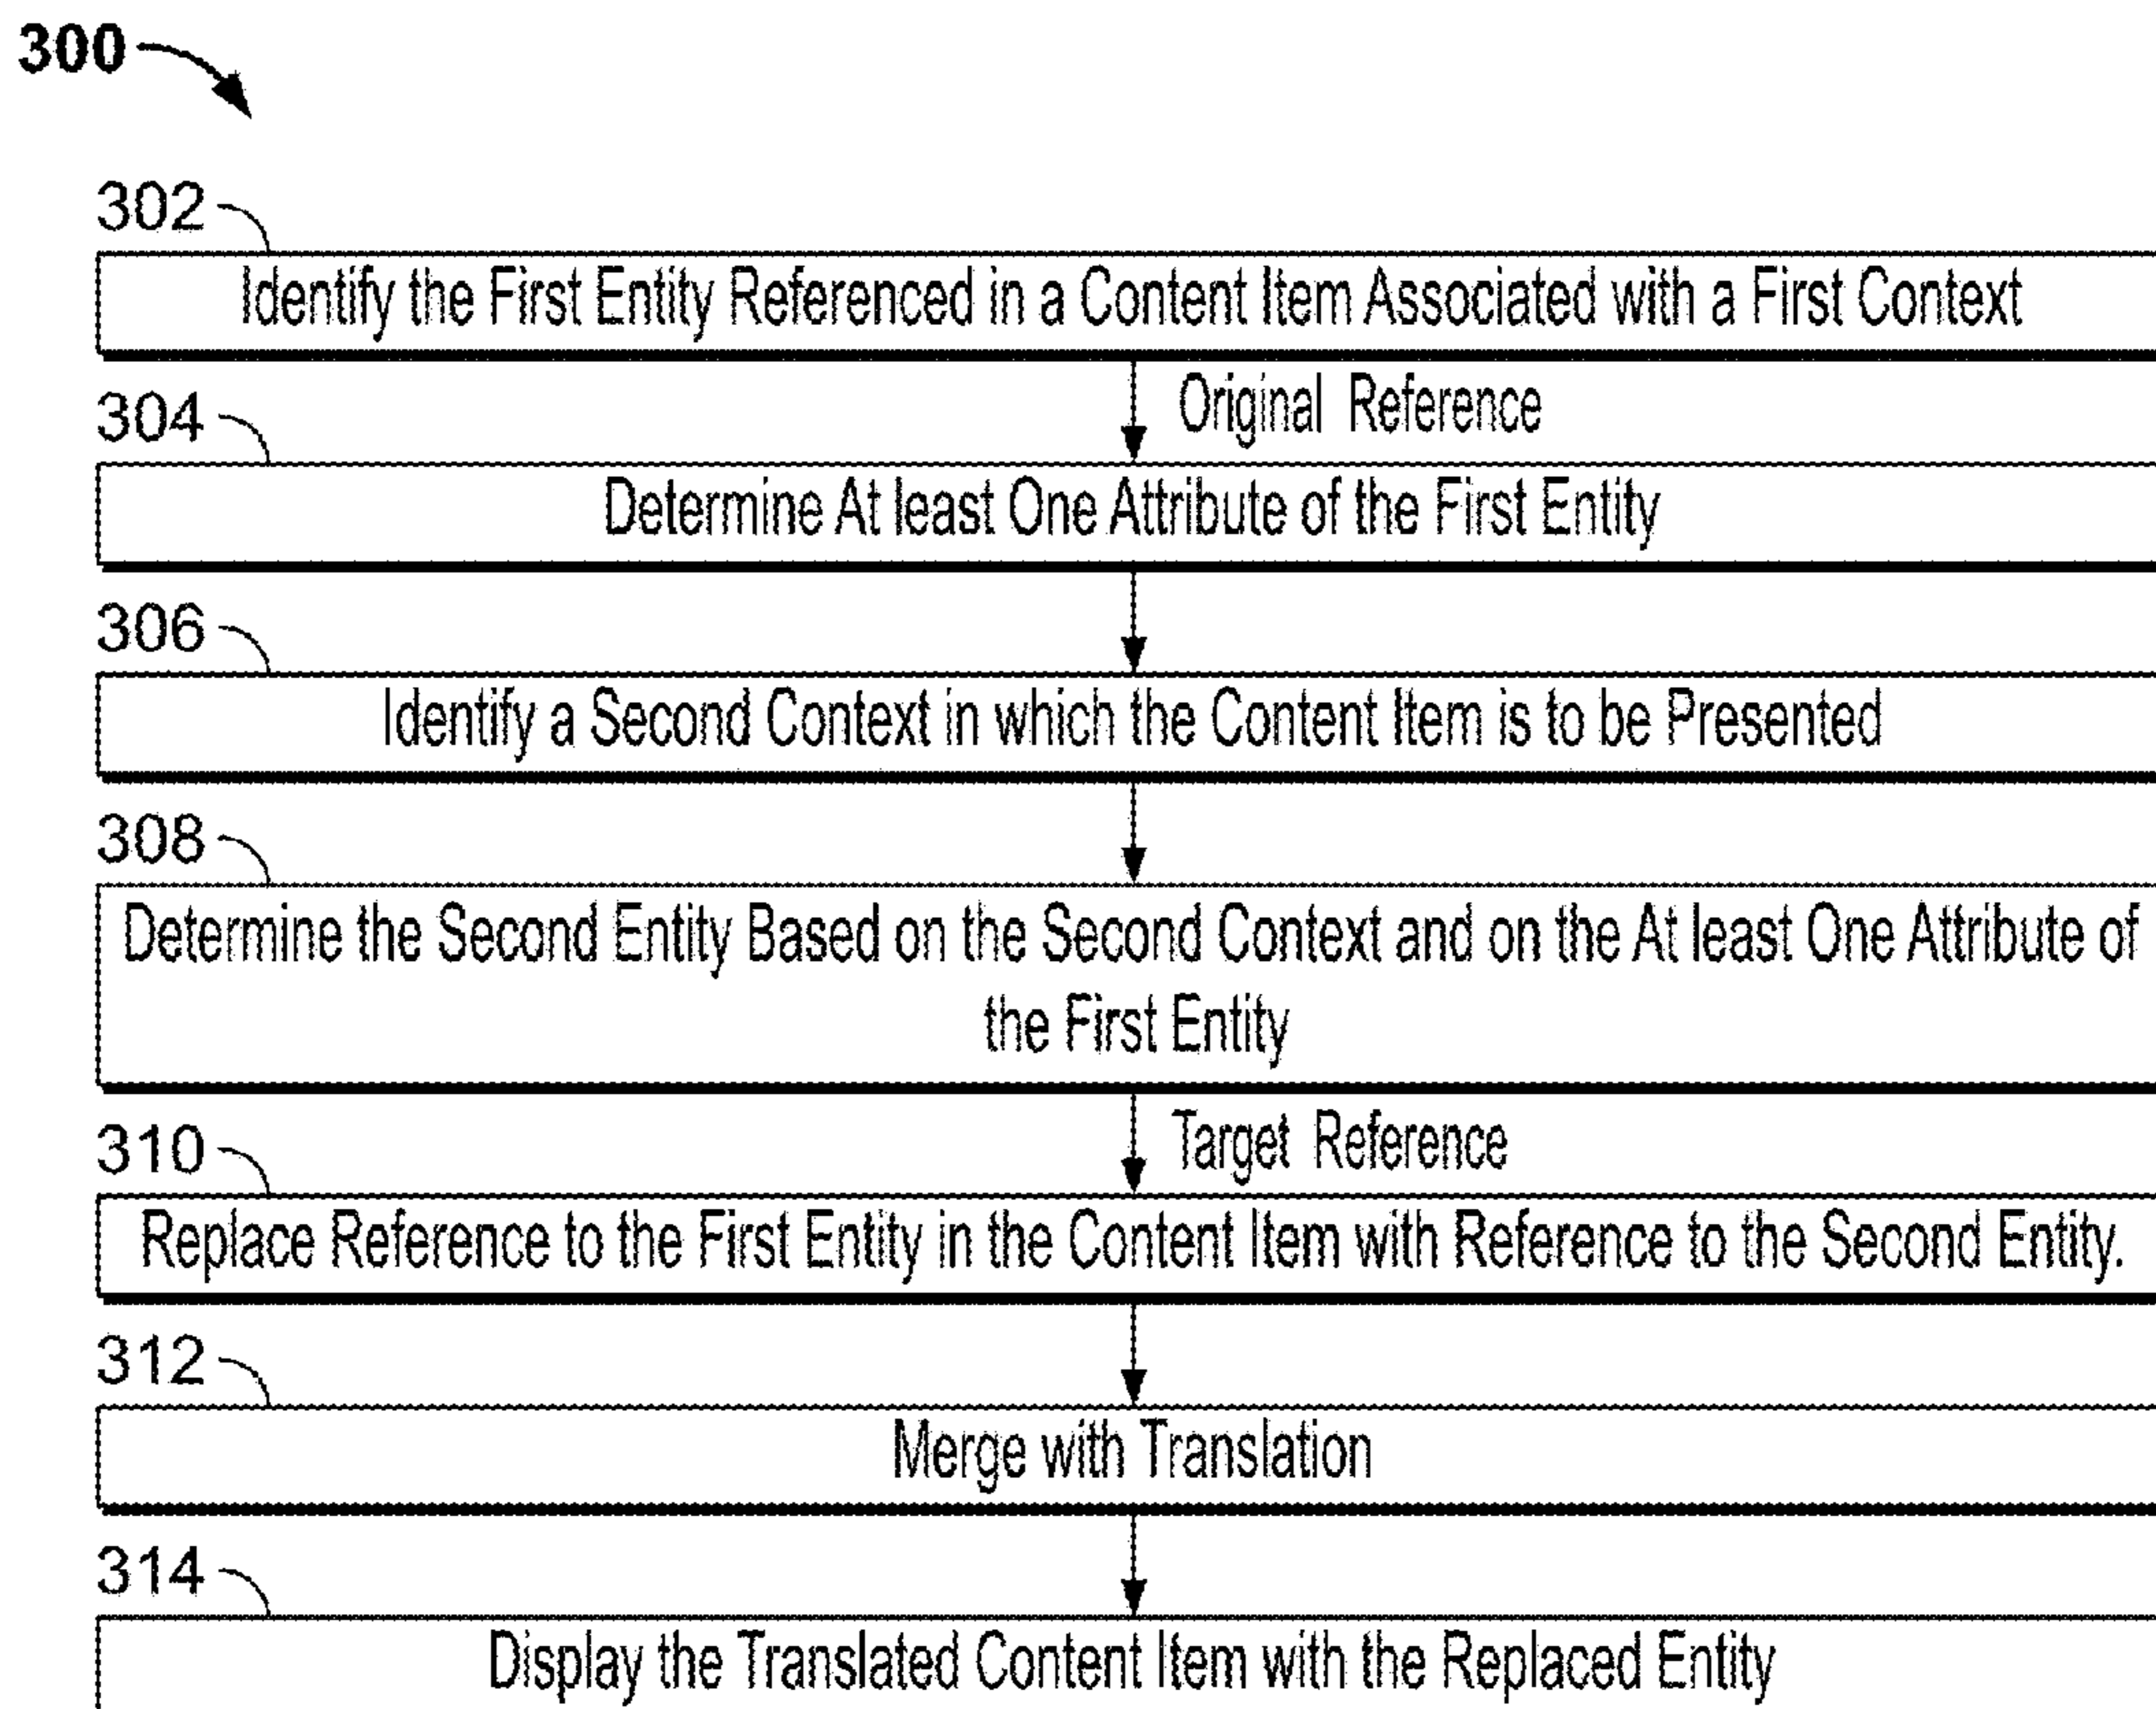 300
302
Identify the First Entity Referenced in a Content Item Associated with a First Context
Original Reference
304
Determine At least One Attribute of the First Entity
306
Identify a Second Context in which the Content Item is to be Presented
308
Determine the Second Entity Based on the Second Context and on the At least One Attribute of
the First Entity
Target Reference
310
Replace Reference to the First Entity in the Content Item with Reference to the Second Entity.
312
Merge with Translation
314
Display the Translated Content Item with the Replaced Entity